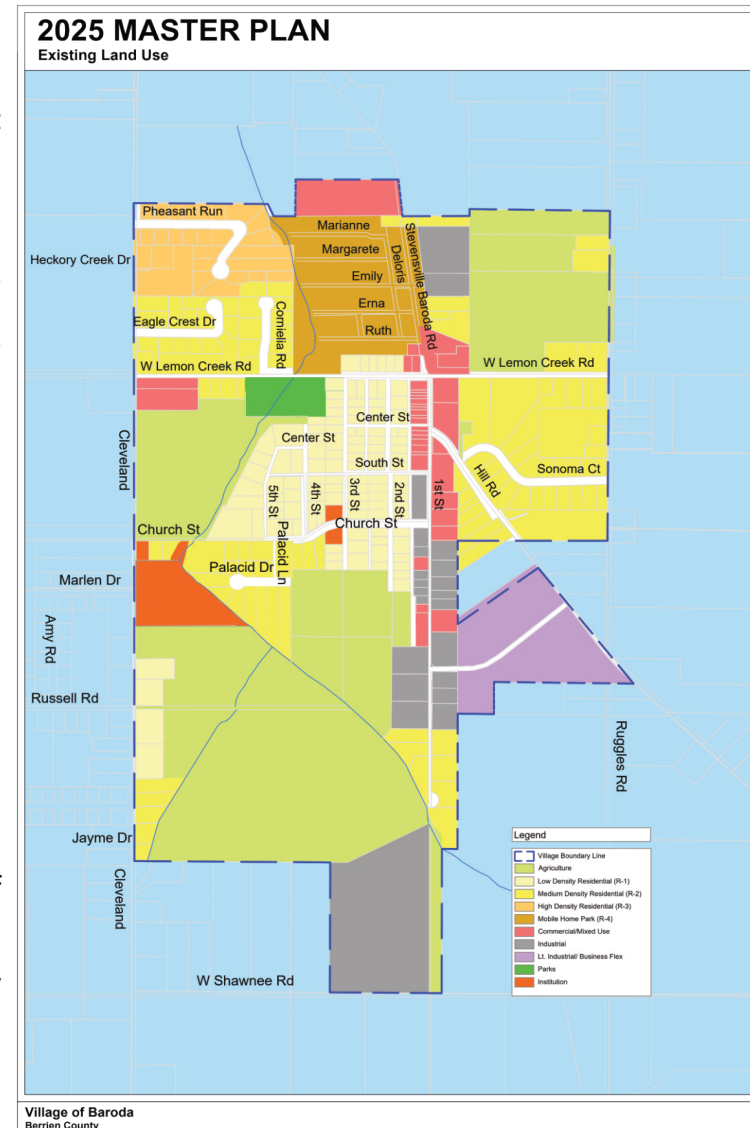 2025 MASTER PLAN
Existing Land Use
Pheasant Run
Marianne
Stevensville Baroda Rd
Margarete
Deloris
Heckory Creek Dr
Emily
Erna
Eagle Crest Dr
Cornielia Rd
Ruth
W Lemon Creek Rd
W Lemon Creek Rd
Center St
Cleveland
Center St
South St
Hill Rd
Sonoma Ct
5th St
4th St
3rd St
2nd St
1st St
Church St
Church St
Palacid Ln
Palacid Dr
Marlen Dr
Amy Rd
Russell Rd
Ruggles Rd
Jayme Dr
Cleveland
W Shawnee Rd
Legend
Village Boundary Line
Agriculture
Low Density Residential (R-1)
Medium Density Residential (R-2)
High Density Residential (R-3)
Mobile Home Park (R-4)
Commercial/Mixed Use
Industrial
Lt. Industrial/ Business Flex
Parks
Institution
Village of Baroda
Berrien County